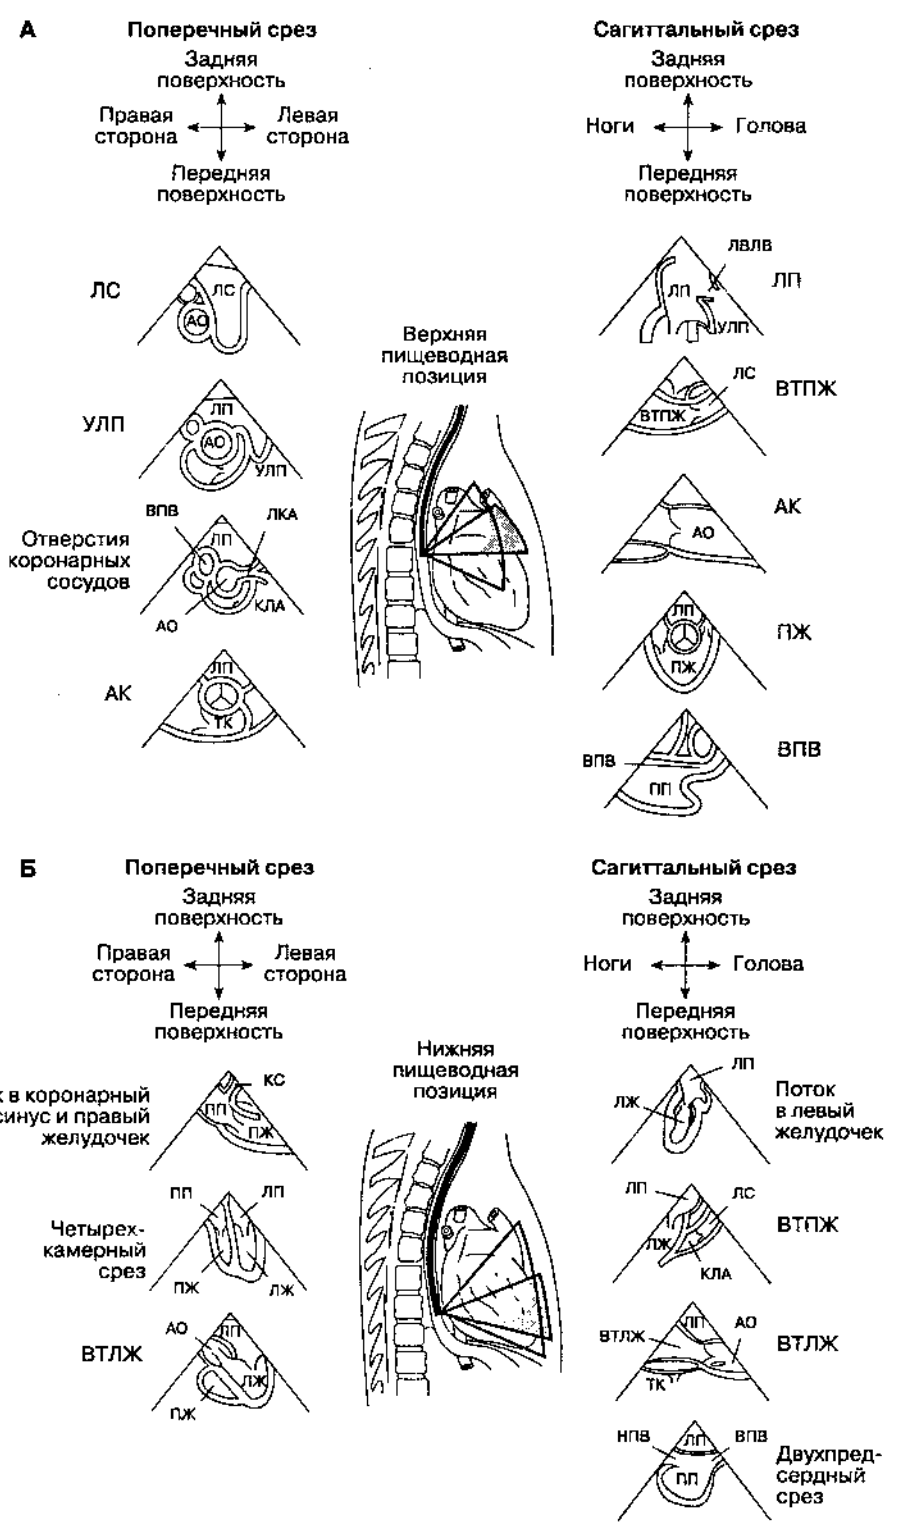 А
Поперечный срез
Задняя
поверхность
Правая
сторона
Левая
сторона
Передняя
поверхность
Сагиттальный срез
Задняя
поверхность
Ноги
Голова
Передняя
поверхность
ЛС
ЛС
АО
УЛП
ЛП
АО
УЛП
Отверстия
коронарных
сосудов
ВПВ
ЛКА
ЛП
АО
КЛА
АК
ЛП
ТК
Верхняя
пищеводная
позиция
ЛВЛВ
ЛП
ЛП
УЛП
ЛС
ВТПЖ
ВТПЖ
АК
АО
ЛП
ПЖ
ПЖ
ВПВ
ПП
ВПВ
Б
Поперечный срез
Задняя
поверхность
Правая
сторона
Левая
сторона
Передняя
поверхность
Сагиттальный срез
Задняя
поверхность
Ноги
Голова
Передняя
поверхность
к в коронарный
синус и правый
желудочек
КС
ПП
ПЖ
Четырех-
камерный
срез
ПП
ЛП
ПЖ
ЛЖ
ВТЛЖ
АО
ЛП
ЛЖ
ПЖ
Нижняя
пищеводная
позиция
ЛП
ЛЖ
Поток
в левый
желудочек
ЛП
ЛС
ПЖ
КЛА
ВТПЖ
ЛП
АО
ВТЛЖ
ТК
ВТЛЖ
НПВ
ЛП
ВПВ
ПП
Двухпред-
сердный
срез